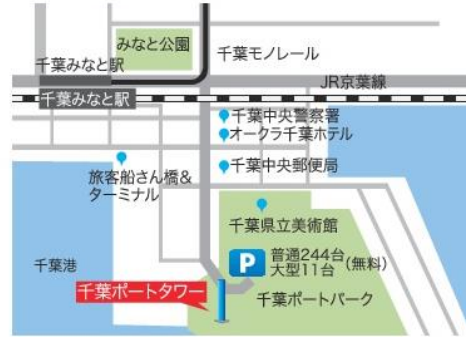 みなと公園
千葉モノレール
千葉みなと駅
JR京葉線
千葉みなと駅
千葉中央警察署
オークラ千葉ホテル
千葉中央郵便局
旅客船さん橋&
ターミナル
千葉県立美術館
P
普通244台
大型11台
(無料)
千葉港
千葉ポートタワー
千葉ポートパーク